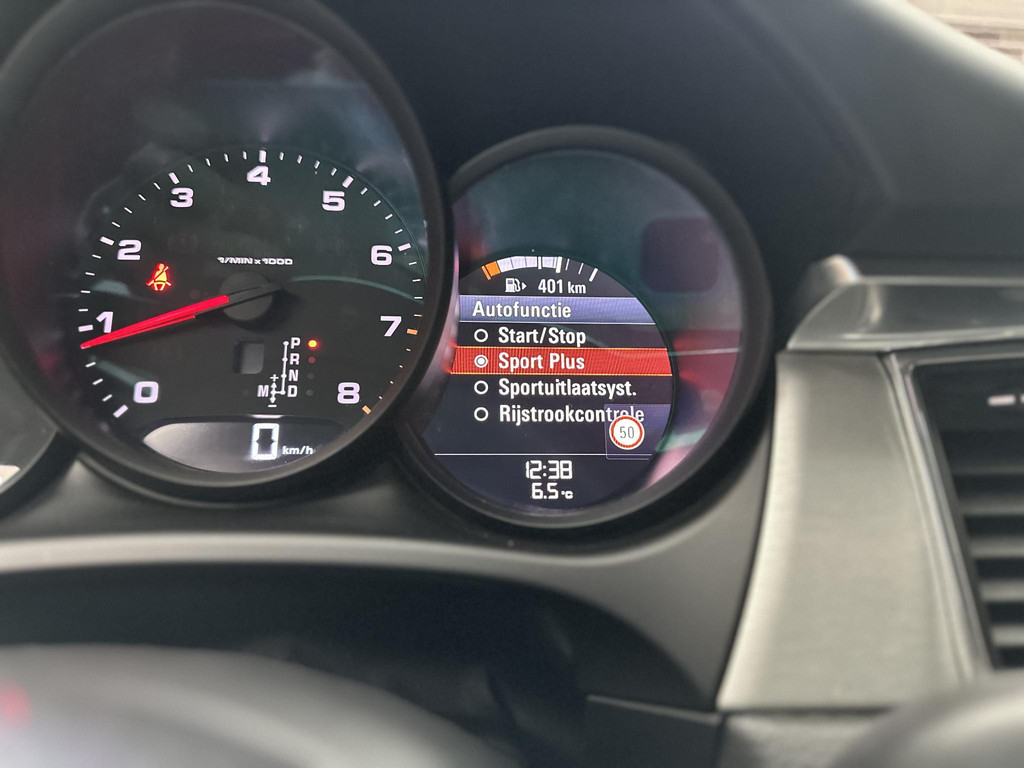 0
1
2
3
4
5
6
7
8
1/MIN x 1000
P
R
N
M D
+
-
0 km/h
401 km
Autofunctie
Start/Stop
Sport Plus
Sportuitlaatsyst.
Rijstrookcontrole
50
12:38
6.5 °C